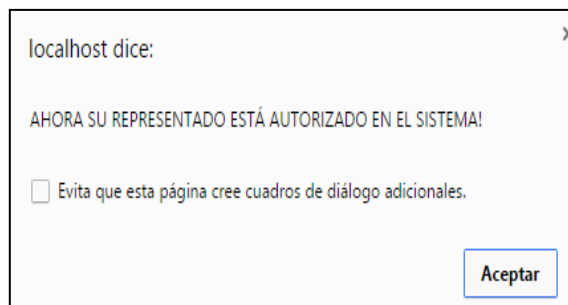 localhost dice:
AHORA SU REPRESENTADO ESTÁ AUTORIZADO EN EL SISTEMA!
Evita que esta página cree cuadros de diálogo adicionales.
Aceptar